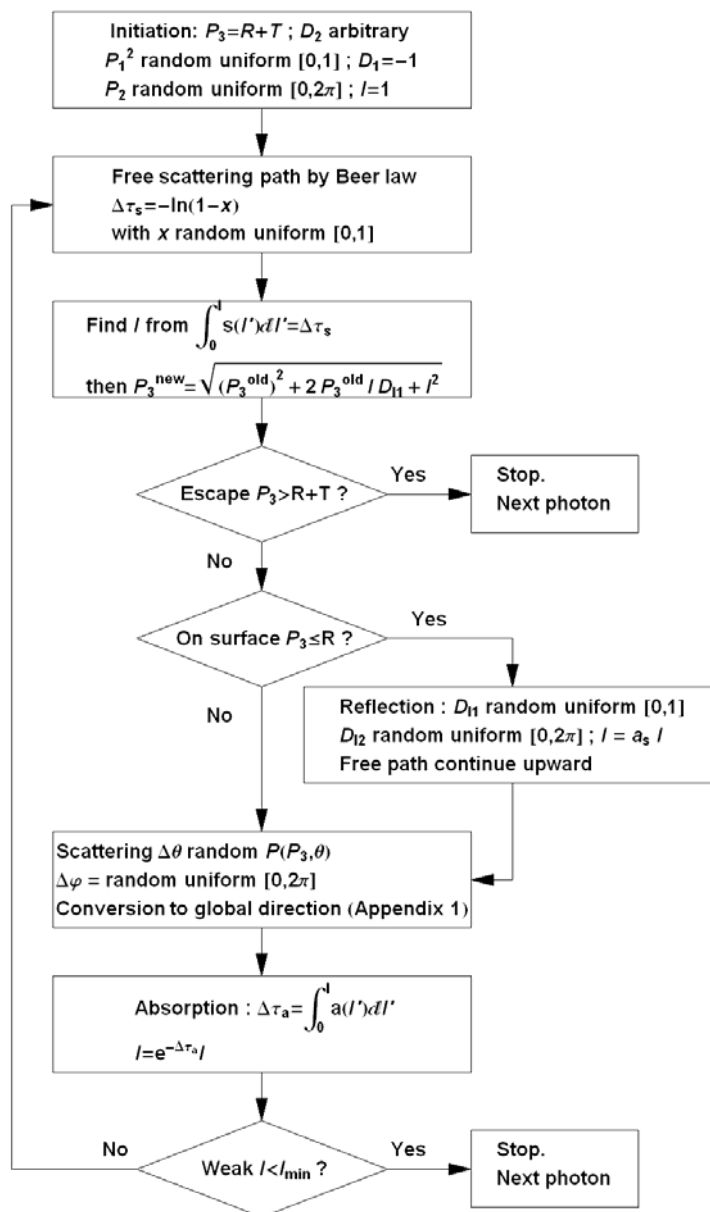 Initiation: P₃=R+T ; D₂ arbitrary
P₁² random uniform [0,1] ; D₁=−1
P₂ random uniform [0,2π] ; I=1
Free scattering path by Beer law
Δτₛ=−ln(1−x)
with x random uniform [0,1]
Find l from ∫₀ˡ s(l')dl'=Δτₛ
then P₃ⁿᵉʷ=√((P₃ᵒˡᵈ)² + 2 P₃ᵒˡᵈ l D_l1 + l²)
Escape P₃>R+T ?
Yes
Stop.
Next photon
No
On surface P₃≤R ?
Yes
Reflection : D_l1 random uniform [0,1]
D_l2 random uniform [0,2π] ; I = aₛ I
Free path continue upward
No
Scattering Δθ random P(P₃,θ)
Δφ = random uniform [0,2π]
Conversion to global direction (Appendix 1)
Absorption : Δτₐ=∫₀ˡ a(l')dl'
I=e^(−Δτₐ)I
No
Weak I<I_min ?
Yes
Stop.
Next photon